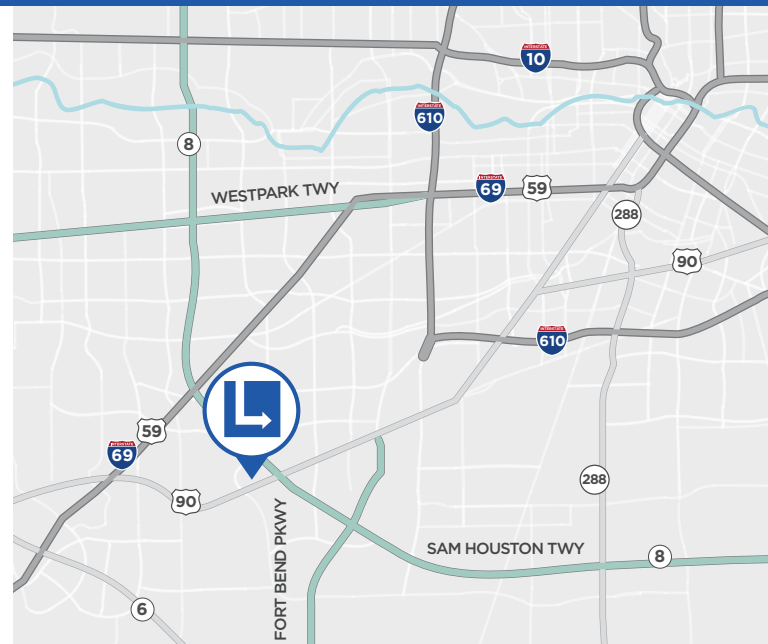 INTERSTATE
10
INTERSTATE
610
8
WESTPARK TWY
INTERSTATE
69
59
288
90
INTERSTATE
610
59
INTERSTATE
69
90
288
FORT BEND PKWY
SAM HOUSTON TWY
8
6